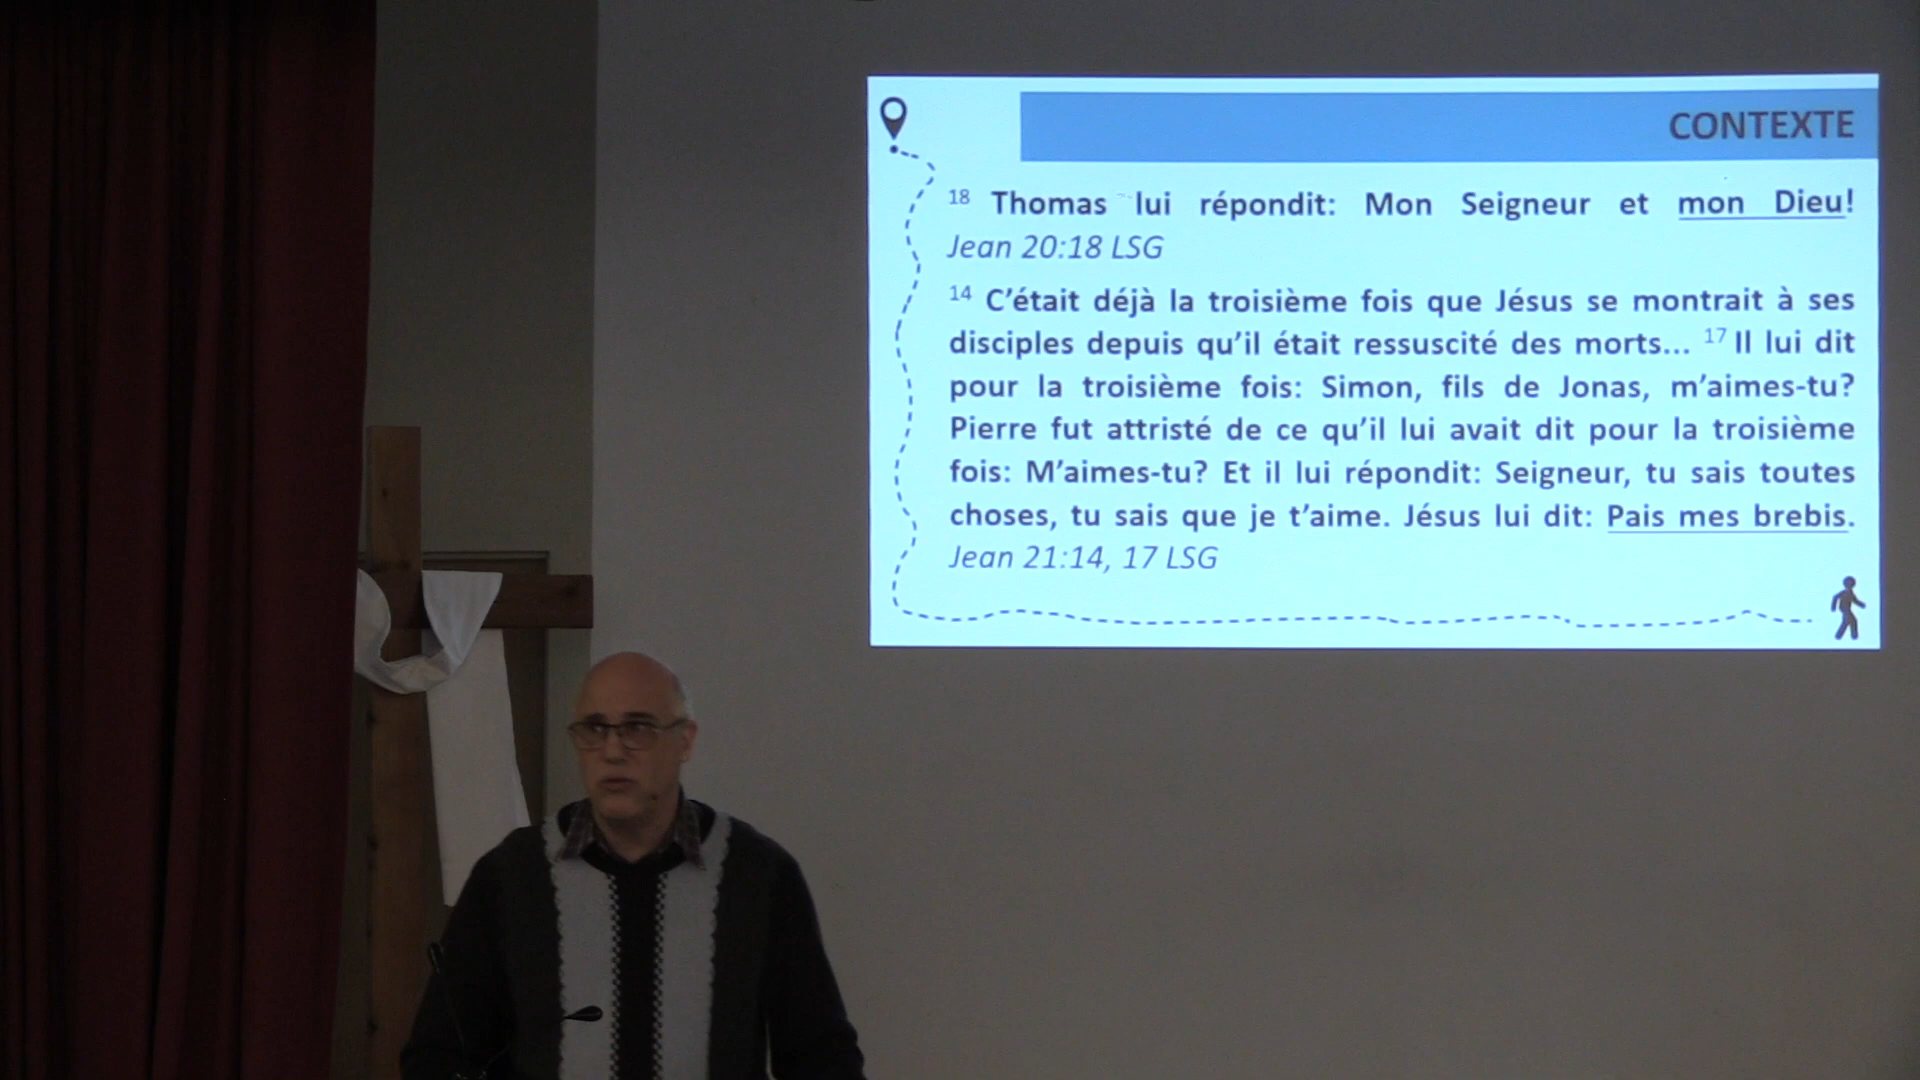 CONTEXTE
18 Thomas lui répondit: Mon Seigneur et mon Dieu!
Jean 20:18 LSG
14 C’était déjà la troisième fois que Jésus se montrait à ses
disciples depuis qu’il était ressuscité des morts... 17 Il lui dit
pour la troisième fois: Simon, fils de Jonas, m’aimes-tu?
Pierre fut attristé de ce qu’il lui avait dit pour la troisième
fois: M’aimes-tu? Et il lui répondit: Seigneur, tu sais toutes
choses, tu sais que je t’aime. Jésus lui dit: Pais mes brebis.
Jean 21:14, 17 LSG